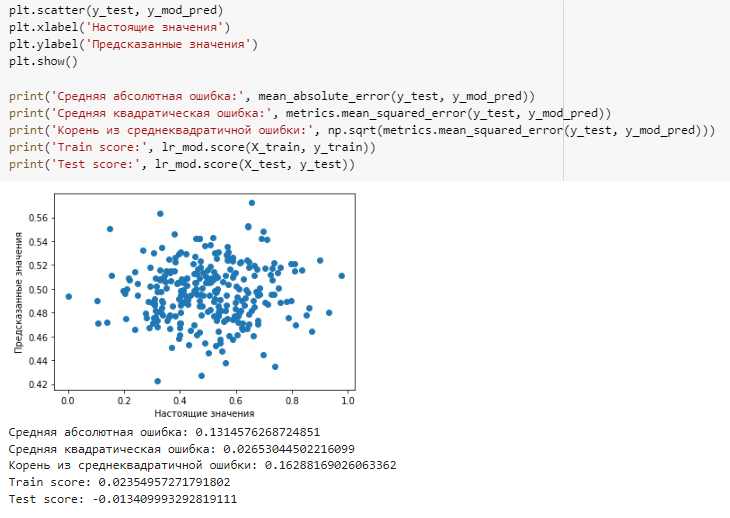 plt.scatter(y_test, y_mod_pred)
plt.xlabel('Настоящие значения')
plt.ylabel('Предсказанные значения')
plt.show()
print('Средняя абсолютная ошибка:', mean_absolute_error(y_test, y_mod_pred))
print('Средняя квадратическая ошибка:', metrics.mean_squared_error(y_test, y_mod_pred))
print('Корень из среднеквадратичной ошибки:', np.sqrt(metrics.mean_squared_error(y_test, y_mod_pred)))
print('Train score:', lr_mod.score(X_train, y_train))
print('Test score:', lr_mod.score(X_test, y_test))
Предсказанные значения
0.56
0.54
0.52
0.50
0.48
0.46
0.44
0.42
0.0 0.2 0.4 0.6 0.8 1.0
Настоящие значения
Средняя абсолютная ошибка: 0.1314576268724851
Средняя квадратическая ошибка: 0.02653044502216099
Корень из среднеквадратичной ошибки: 0.16288169026063362
Train score: 0.02354957271791802
Test score: -0.013409993292819111